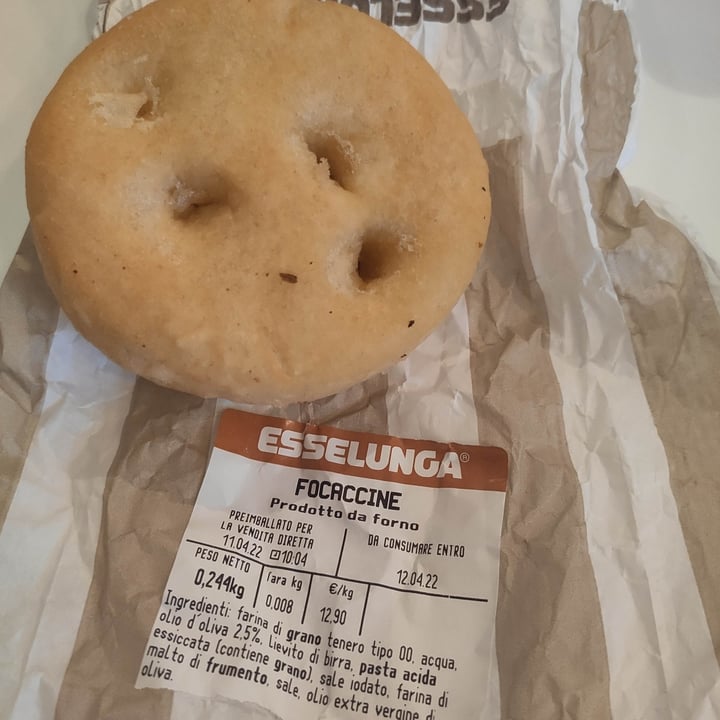 ESSELUNGA®
FOCACCINE
Prodotto da forno
PREIMBALLATO PER
LA VENDITA DIRETTA
11.04.22 10:04
DA CONSUMARE ENTRO
12.04.22
PESO NETTO
0,244kg
Tara kg
0,008
€/kg
12,90
Ingredienti: farina di grano tenero tipo 00, acqua,
olio d'oliva 2,5%, lievito di birra, pasta acida
essiccata (contiene grano), sale iodato, farina di
malto di frumento, sale, olio extra vergine di
oliva.